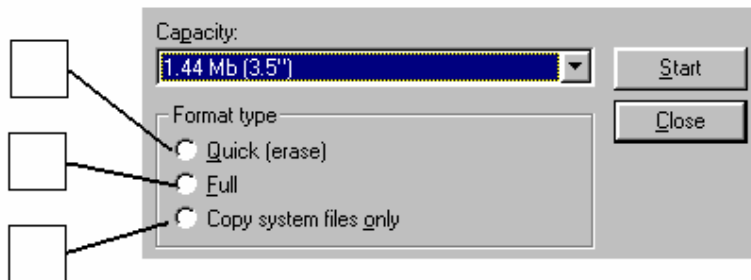 Capacity:
1.44 Mb (3.5")
Start
Close
Format type
Quick (erase)
Full
Copy system files only